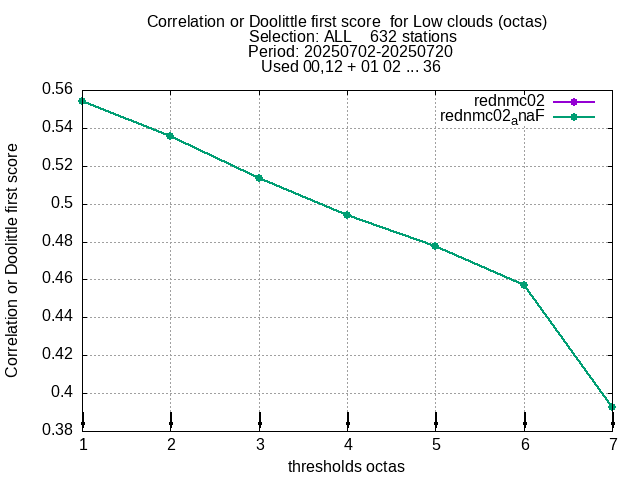 Correlation or Doolittle first score  for Low clouds (octas)
Selection: ALL    632 stations
Period: 20250702-20250720
Used 00,12 + 01 02 ... 36
rednmc02
rednmc02anaF
Correlation or Doolittle first score
0.56
0.54
0.52
0.5
0.48
0.46
0.44
0.42
0.4
0.38
1 2 3 4 5 6 7
thresholds octas